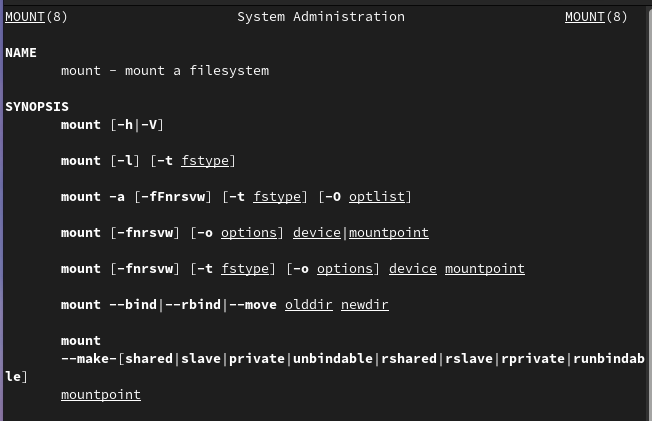 MOUNT(8) System Administration MOUNT(8)
NAME
mount - mount a filesystem
SYNOPSIS
mount [-h|-V]
mount [-l] [-t fstype]
mount -a [-fFnrsvw] [-t fstype] [-O optlist]
mount [-fnrsvw] [-o options] device|mountpoint
mount [-fnrsvw] [-t fstype] [-o options] device mountpoint
mount --bind|--rbind|--move olddir newdir
mount
--make-[shared|slave|private|unbindable|rshared|rslave|rprivate|runbindab
le]
mountpoint